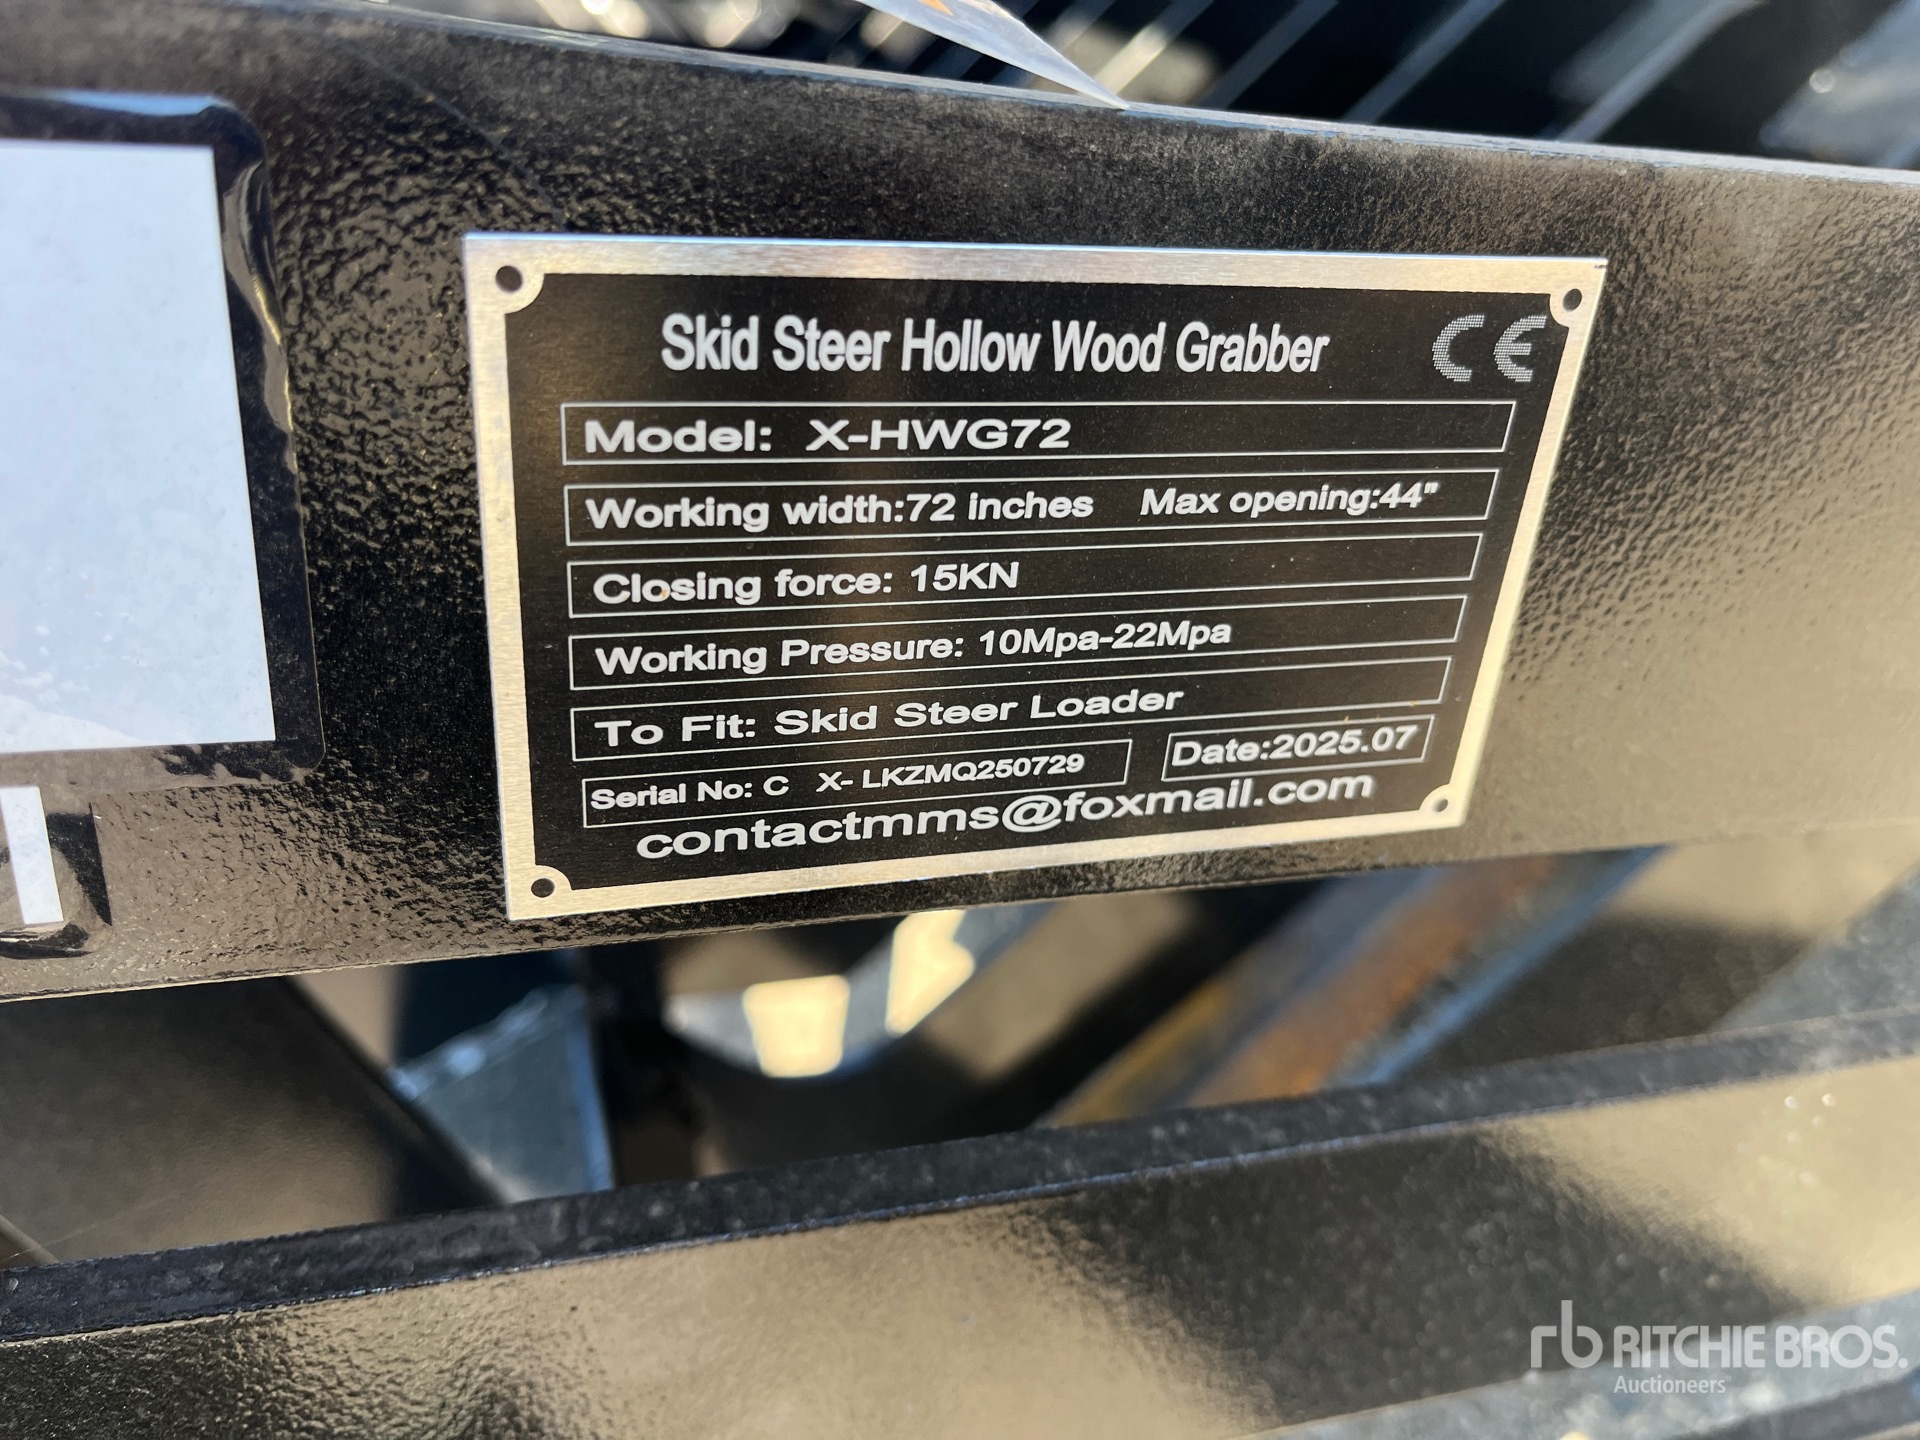 Skid Steer Hollow Wood Grabber CE
Model: X-HWG72
Working width:72 inches Max opening:44"
Closing force: 15KN
Working Pressure: 10Mpa-22Mpa
To Fit: Skid Steer Loader
Serial No: C X- LKZMQ250729 Date:2025.07
contactmms@foxmail.com
rb RITCHIE BROS.
Auctioneers